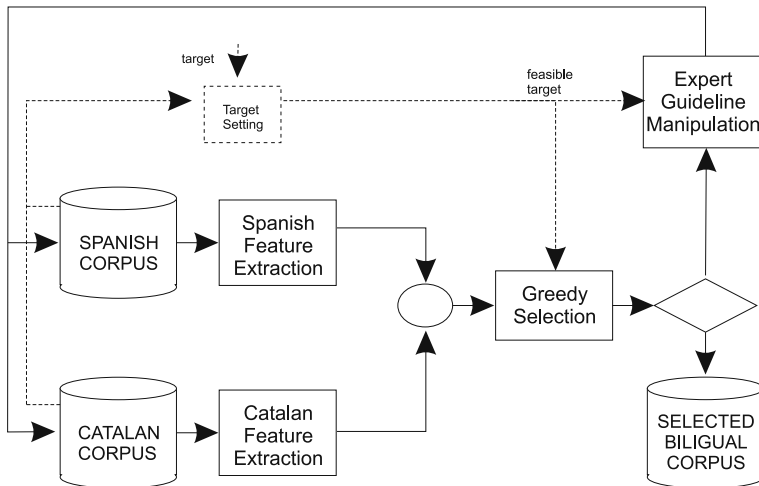 target
Target
Setting
feasible
target
Expert
Guideline
Manipulation
SPANISH
CORPUS
Spanish
Feature
Extraction
Greedy
Selection
CATALAN
CORPUS
Catalan
Feature
Extraction
SELECTED
BILIGUAL
CORPUS